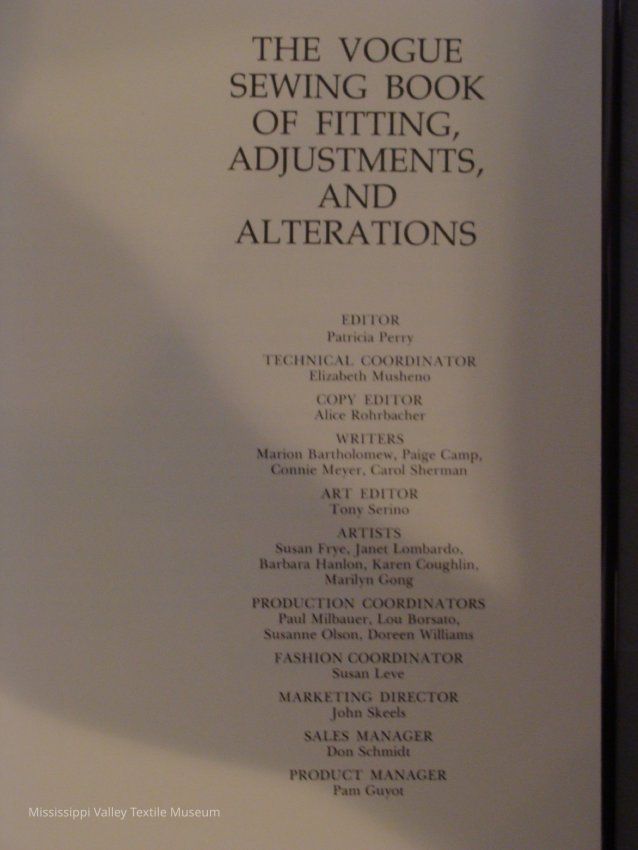 THE VOGUE
SEWING BOOK
OF FITTING,
ADJUSTMENTS,
AND
ALTERATIONS
EDITOR
Patricia Perry
TECHNICAL COORDINATOR
Elizabeth Musheno
COPY EDITOR
Alice Rohrbacher
WRITERS
Marion Bartholomew, Paige Camp,
Connie Meyer, Carol Sherman
ART EDITOR
Tony Serino
ARTISTS
Susan Frye, Janet Lombardo,
Barbara Hanlon, Karen Coughlin,
Marilyn Gong
PRODUCTION COORDINATORS
Paul Milbauer, Lou Borsato,
Susanne Olson, Doreen Williams
FASHION COORDINATOR
Susan Leve
MARKETING DIRECTOR
John Skeels
SALES MANAGER
Don Schmidt
PRODUCT MANAGER
Pam Guyot
Mississippi Valley Textile Museum